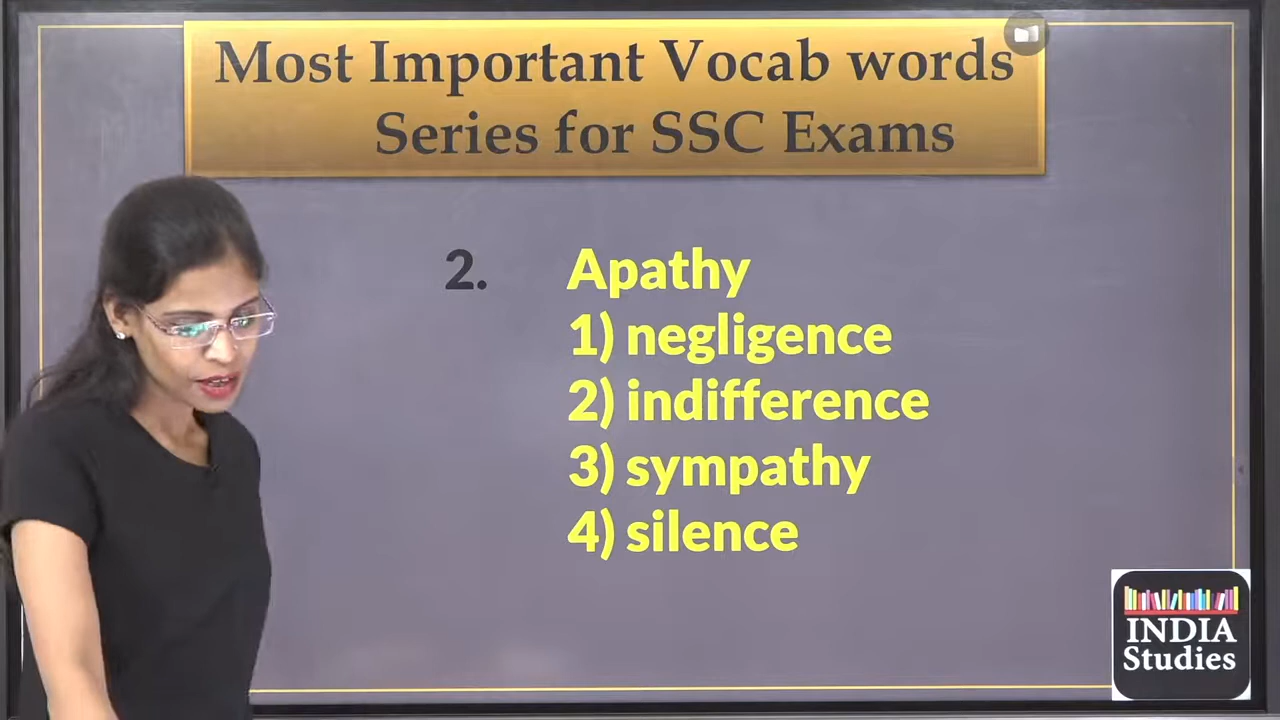 Most Important Vocab words
Series for SSC Exams
2. Apathy
1) negligence
2) indifference
3) sympathy
4) silence
INDIA
Studies